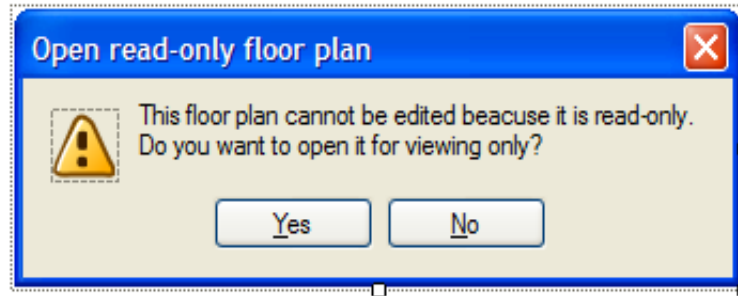 Open read-only floor plan
This floor plan cannot be edited beacuse it is read-only.
Do you want to open it for viewing only?
Yes
No